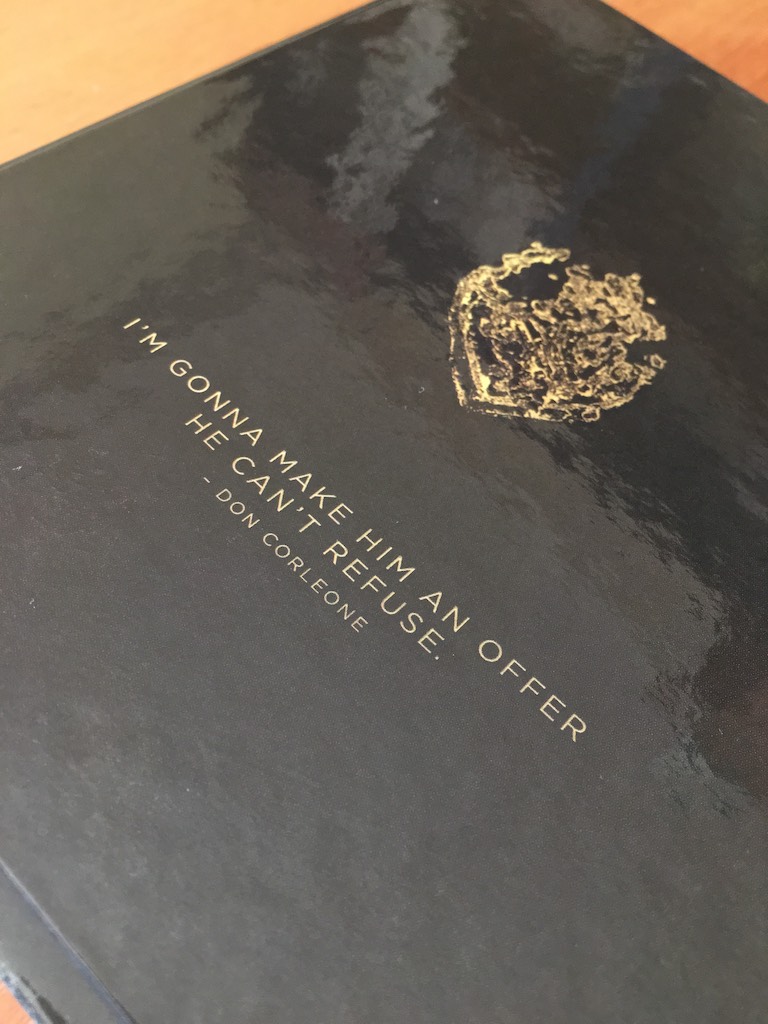 I'M GONNA MAKE HIM AN OFFER
HE CAN'T REFUSE.
- DON CORLEONE